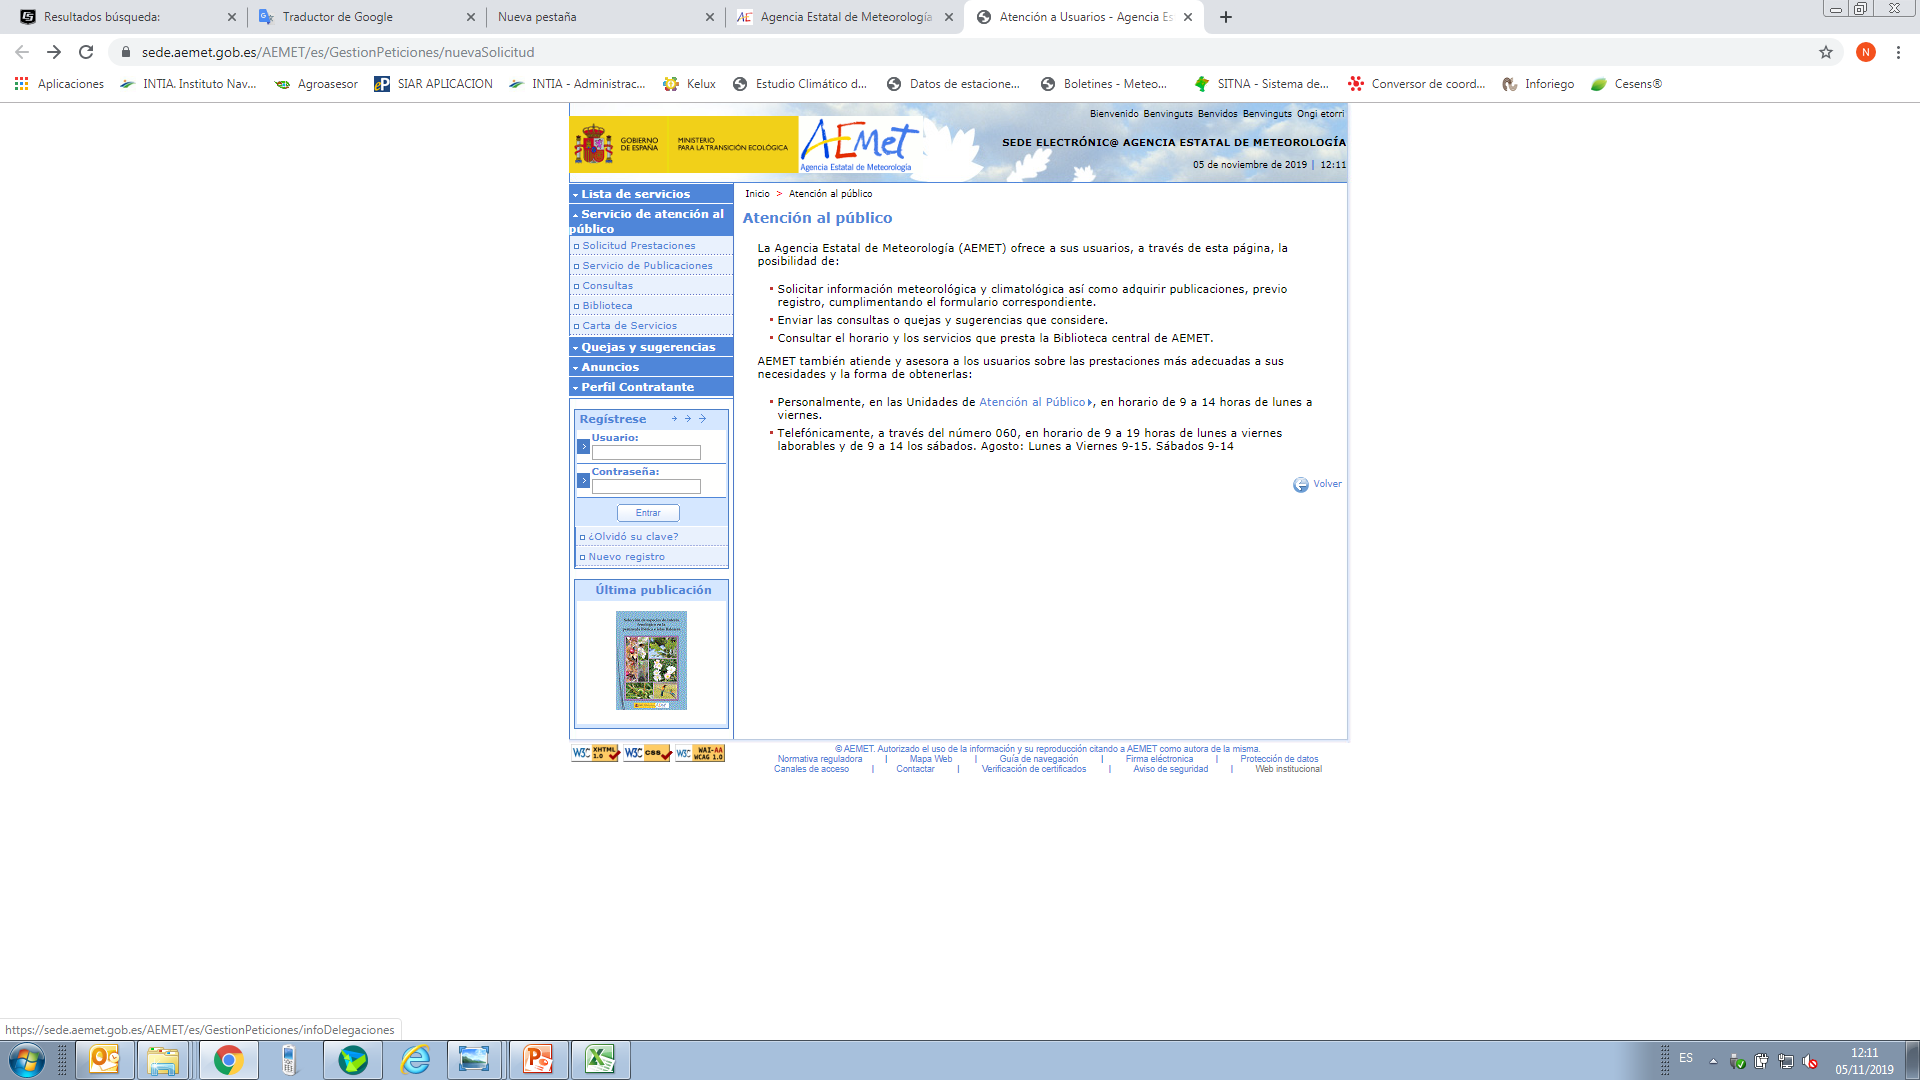 Resultados búsqueda:
Traductor de Google
Nueva pestaña
Agencia Estatal de Meteorología
Atención a Usuarios - Agencia Es
sede.aemet.gob.es/AEMET/es/GestionPeticiones/nuevaSolicitud
N
Aplicaciones
INTIA. Instituto Nav...
Agroasesor
SIAR APLICACION
INTIA - Administrac...
Kelux
Estudio Climático d...
Datos de estacione...
Boletines - Meteo...
SITNA - Sistema de...
Conversor de coord...
Inforiego
Cesens®
GOBIERNO
DE ESPAÑA
MINISTERIO
PARA LA TRANSICIÓN ECOLÓGICA
AEMet
Agencia Estatal de Meteorología
Bienvenido Benvinguts Benvidos Benvinguts Ongi etorri
SEDE ELECTRÓNIC@ AGENCIA ESTATAL DE METEOROLOGÍA
05 de noviembre de 2019 | 12:11
Lista de servicios
Servicio de atención al
público
Solicitud Prestaciones
Servicio de Publicaciones
Consultas
Biblioteca
Carta de Servicios
Quejas y sugerencias
Anuncios
Perfil Contratante
Regístrese
Usuario:
Contraseña:
Entrar
¿Olvidó su clave?
Nuevo registro
Última publicación
Inicio > Atención al público
Atención al público
La Agencia Estatal de Meteorología (AEMET) ofrece a sus usuarios, a través de esta página, la
posibilidad de:
Solicitar información meteorológica y climatológica así como adquirir publicaciones, previo
registro, cumplimentando el formulario correspondiente.
Enviar las consultas o quejas y sugerencias que considere.
Consultar el horario y los servicios que presta la Biblioteca central de AEMET.
AEMET también atiende y asesora a los usuarios sobre las prestaciones más adecuadas a sus
necesidades y la forma de obtenerlas:
Personalmente, en las Unidades de Atención al Público, en horario de 9 a 14 horas de lunes a
viernes.
Telefónicamente, a través del número 060, en horario de 9 a 19 horas de lunes a viernes
laborables y de 9 a 14 los sábados. Agosto: Lunes a Viernes 9-15. Sábados 9-14
Volver
W3C XHTML 1.0
W3C CSS
W3C WAI-AA WCAG 1.0
© AEMET. Autorizado el uso de la información y su reproducción citando a AEMET como autora de la misma.
Normativa reguladora | Mapa Web | Guía de navegación | Firma eléctronica | Protección de datos
Canales de acceso | Contactar | Verificación de certificados | Aviso de seguridad | Web institucional
https://sede.aemet.gob.es/AEMET/es/GestionPeticiones/infoDelegaciones
ES
12:11
05/11/2019